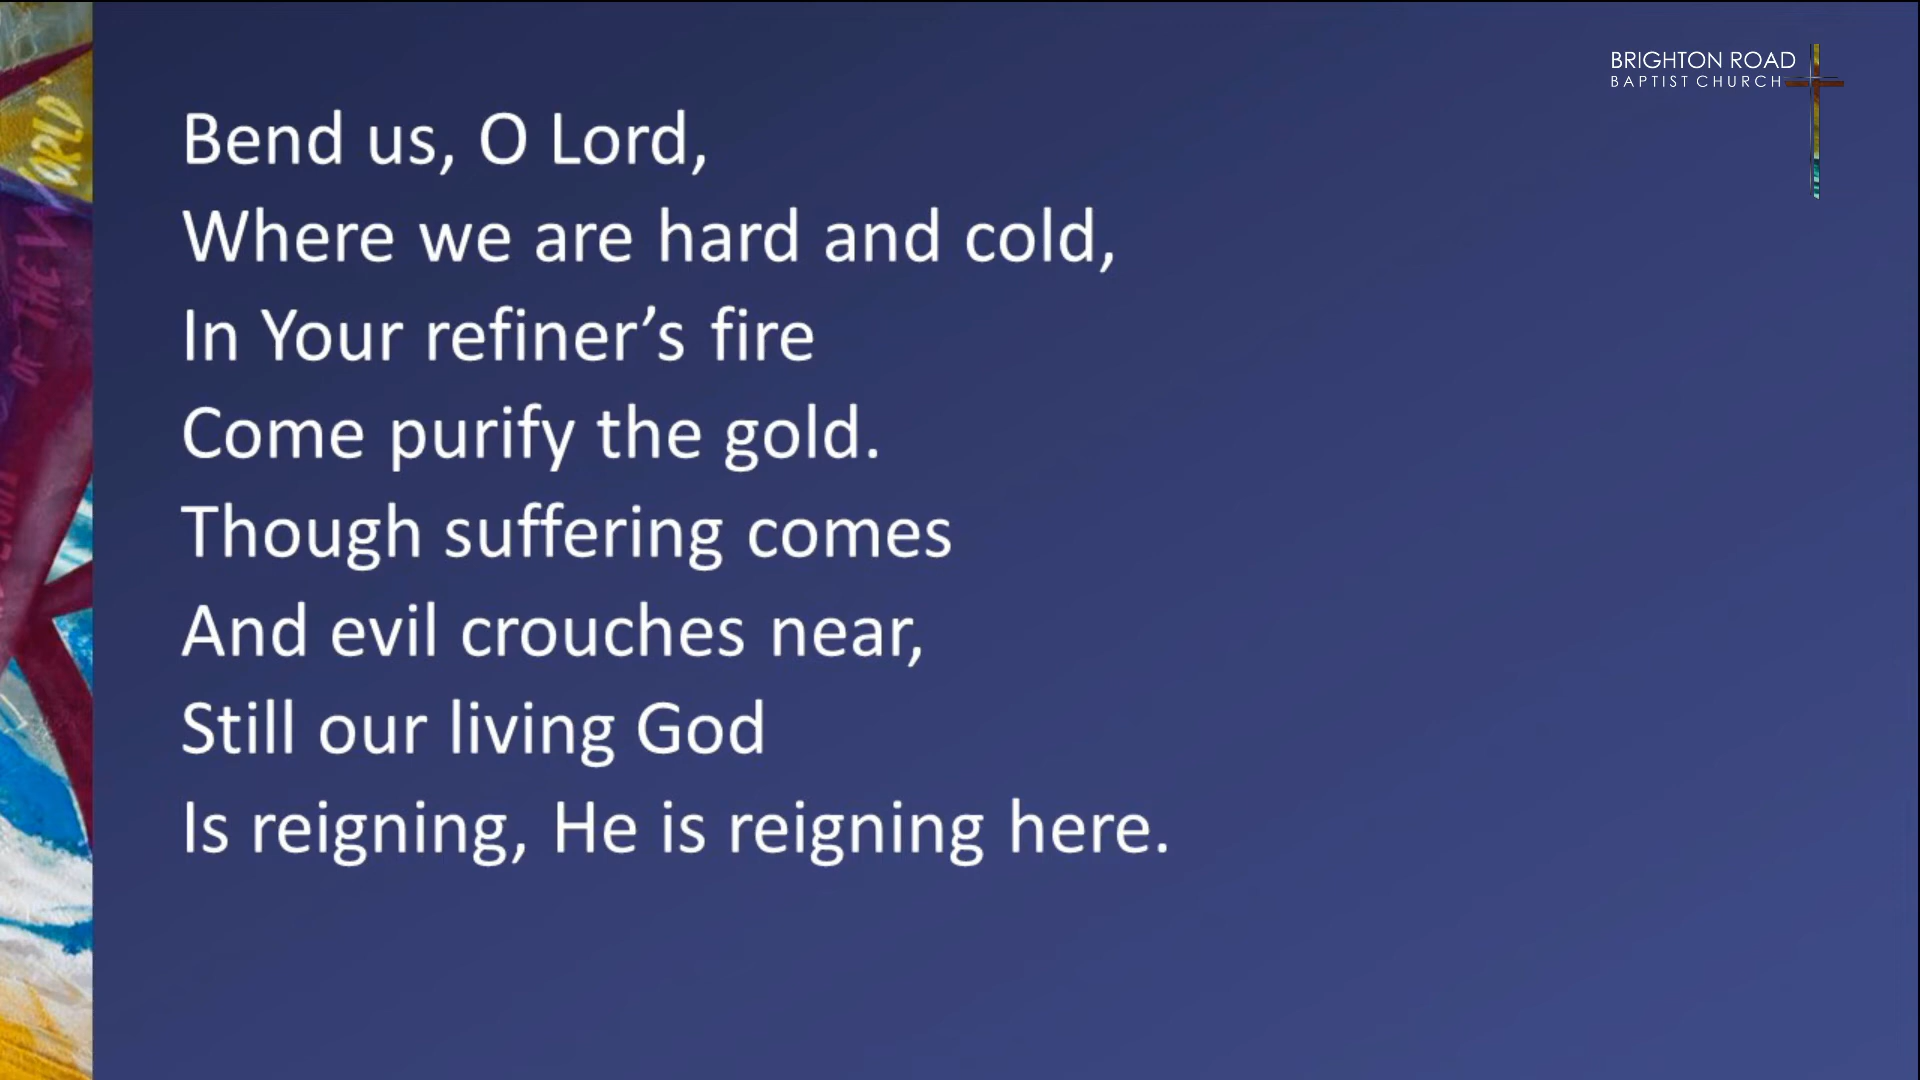 BRIGHTON ROAD
BAPTIST CHURCH
Bend us, O Lord,
Where we are hard and cold,
In Your refiner’s fire
Come purify the gold.
Though suffering comes
And evil crouches near,
Still our living God
Is reigning, He is reigning here.
OF THE